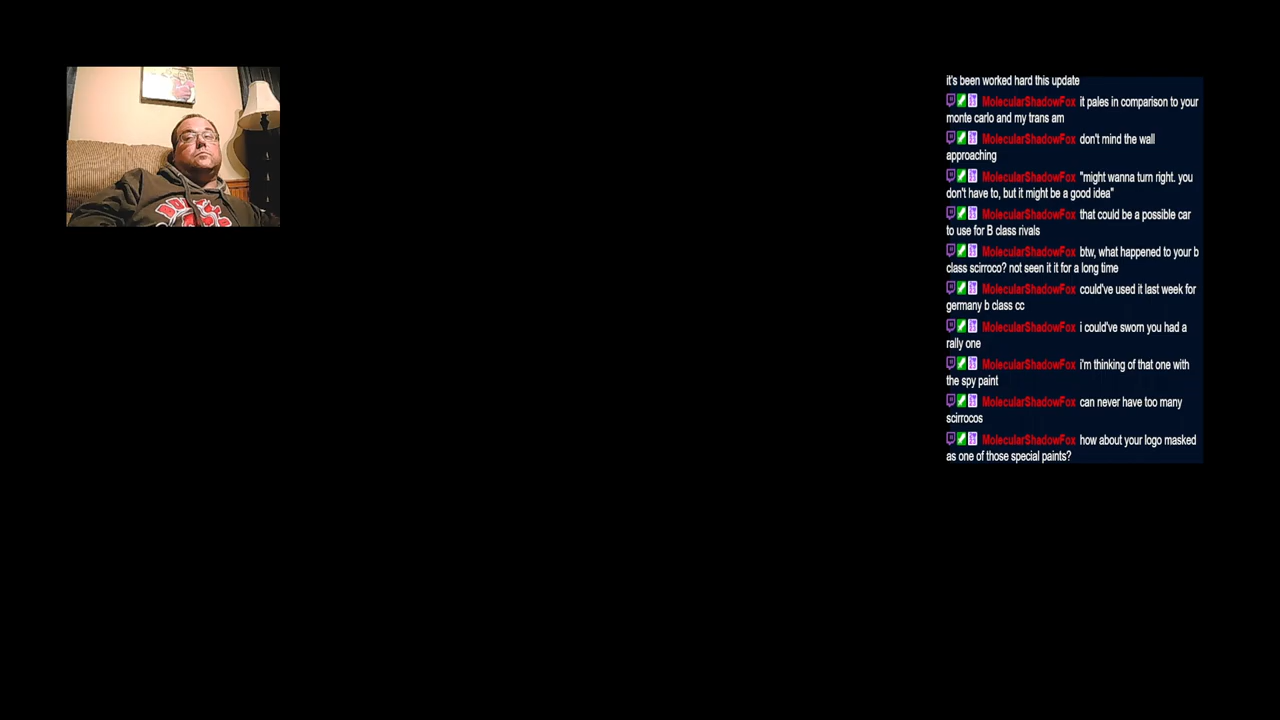 it's been worked hard this update
MolecularShadowFox it pales in comparison to your
monte carlo and my trans am
MolecularShadowFox don't mind the wall
approaching
MolecularShadowFox "might wanna turn right. you
don't have to, but it might be a good idea"
MolecularShadowFox that could be a possible car
to use for B class rivals
MolecularShadowFox btw, what happened to your b
class scirroco? not seen it it for a long time
MolecularShadowFox could've used it last week for
germany b class cc
MolecularShadowFox i could've sworn you had a
rally one
MolecularShadowFox i'm thinking of that one with
the spy paint
MolecularShadowFox can never have too many
scirrocos
MolecularShadowFox how about your logo masked
as one of those special paints?